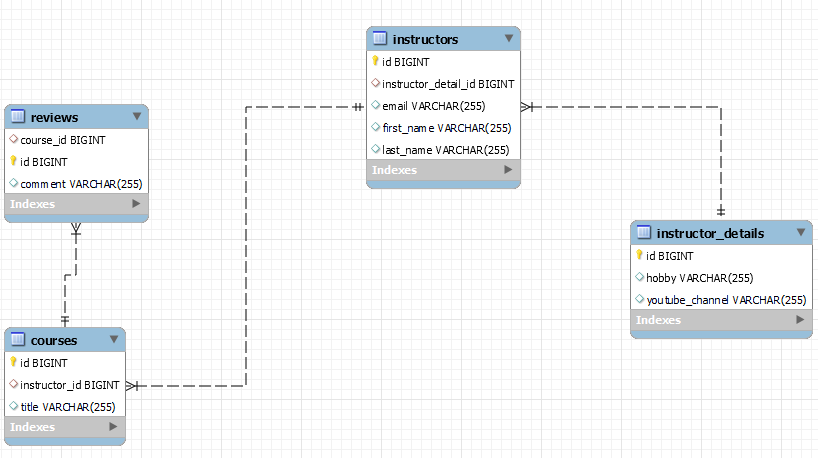 instructors
id BIGINT
instructor_detail_id BIGINT
email VARCHAR(255)
first_name VARCHAR(255)
last_name VARCHAR(255)
Indexes
reviews
course_id BIGINT
id BIGINT
comment VARCHAR(255)
Indexes
instructor_details
id BIGINT
hobby VARCHAR(255)
youtube_channel VARCHAR(255)
Indexes
courses
id BIGINT
instructor_id BIGINT
title VARCHAR(255)
Indexes